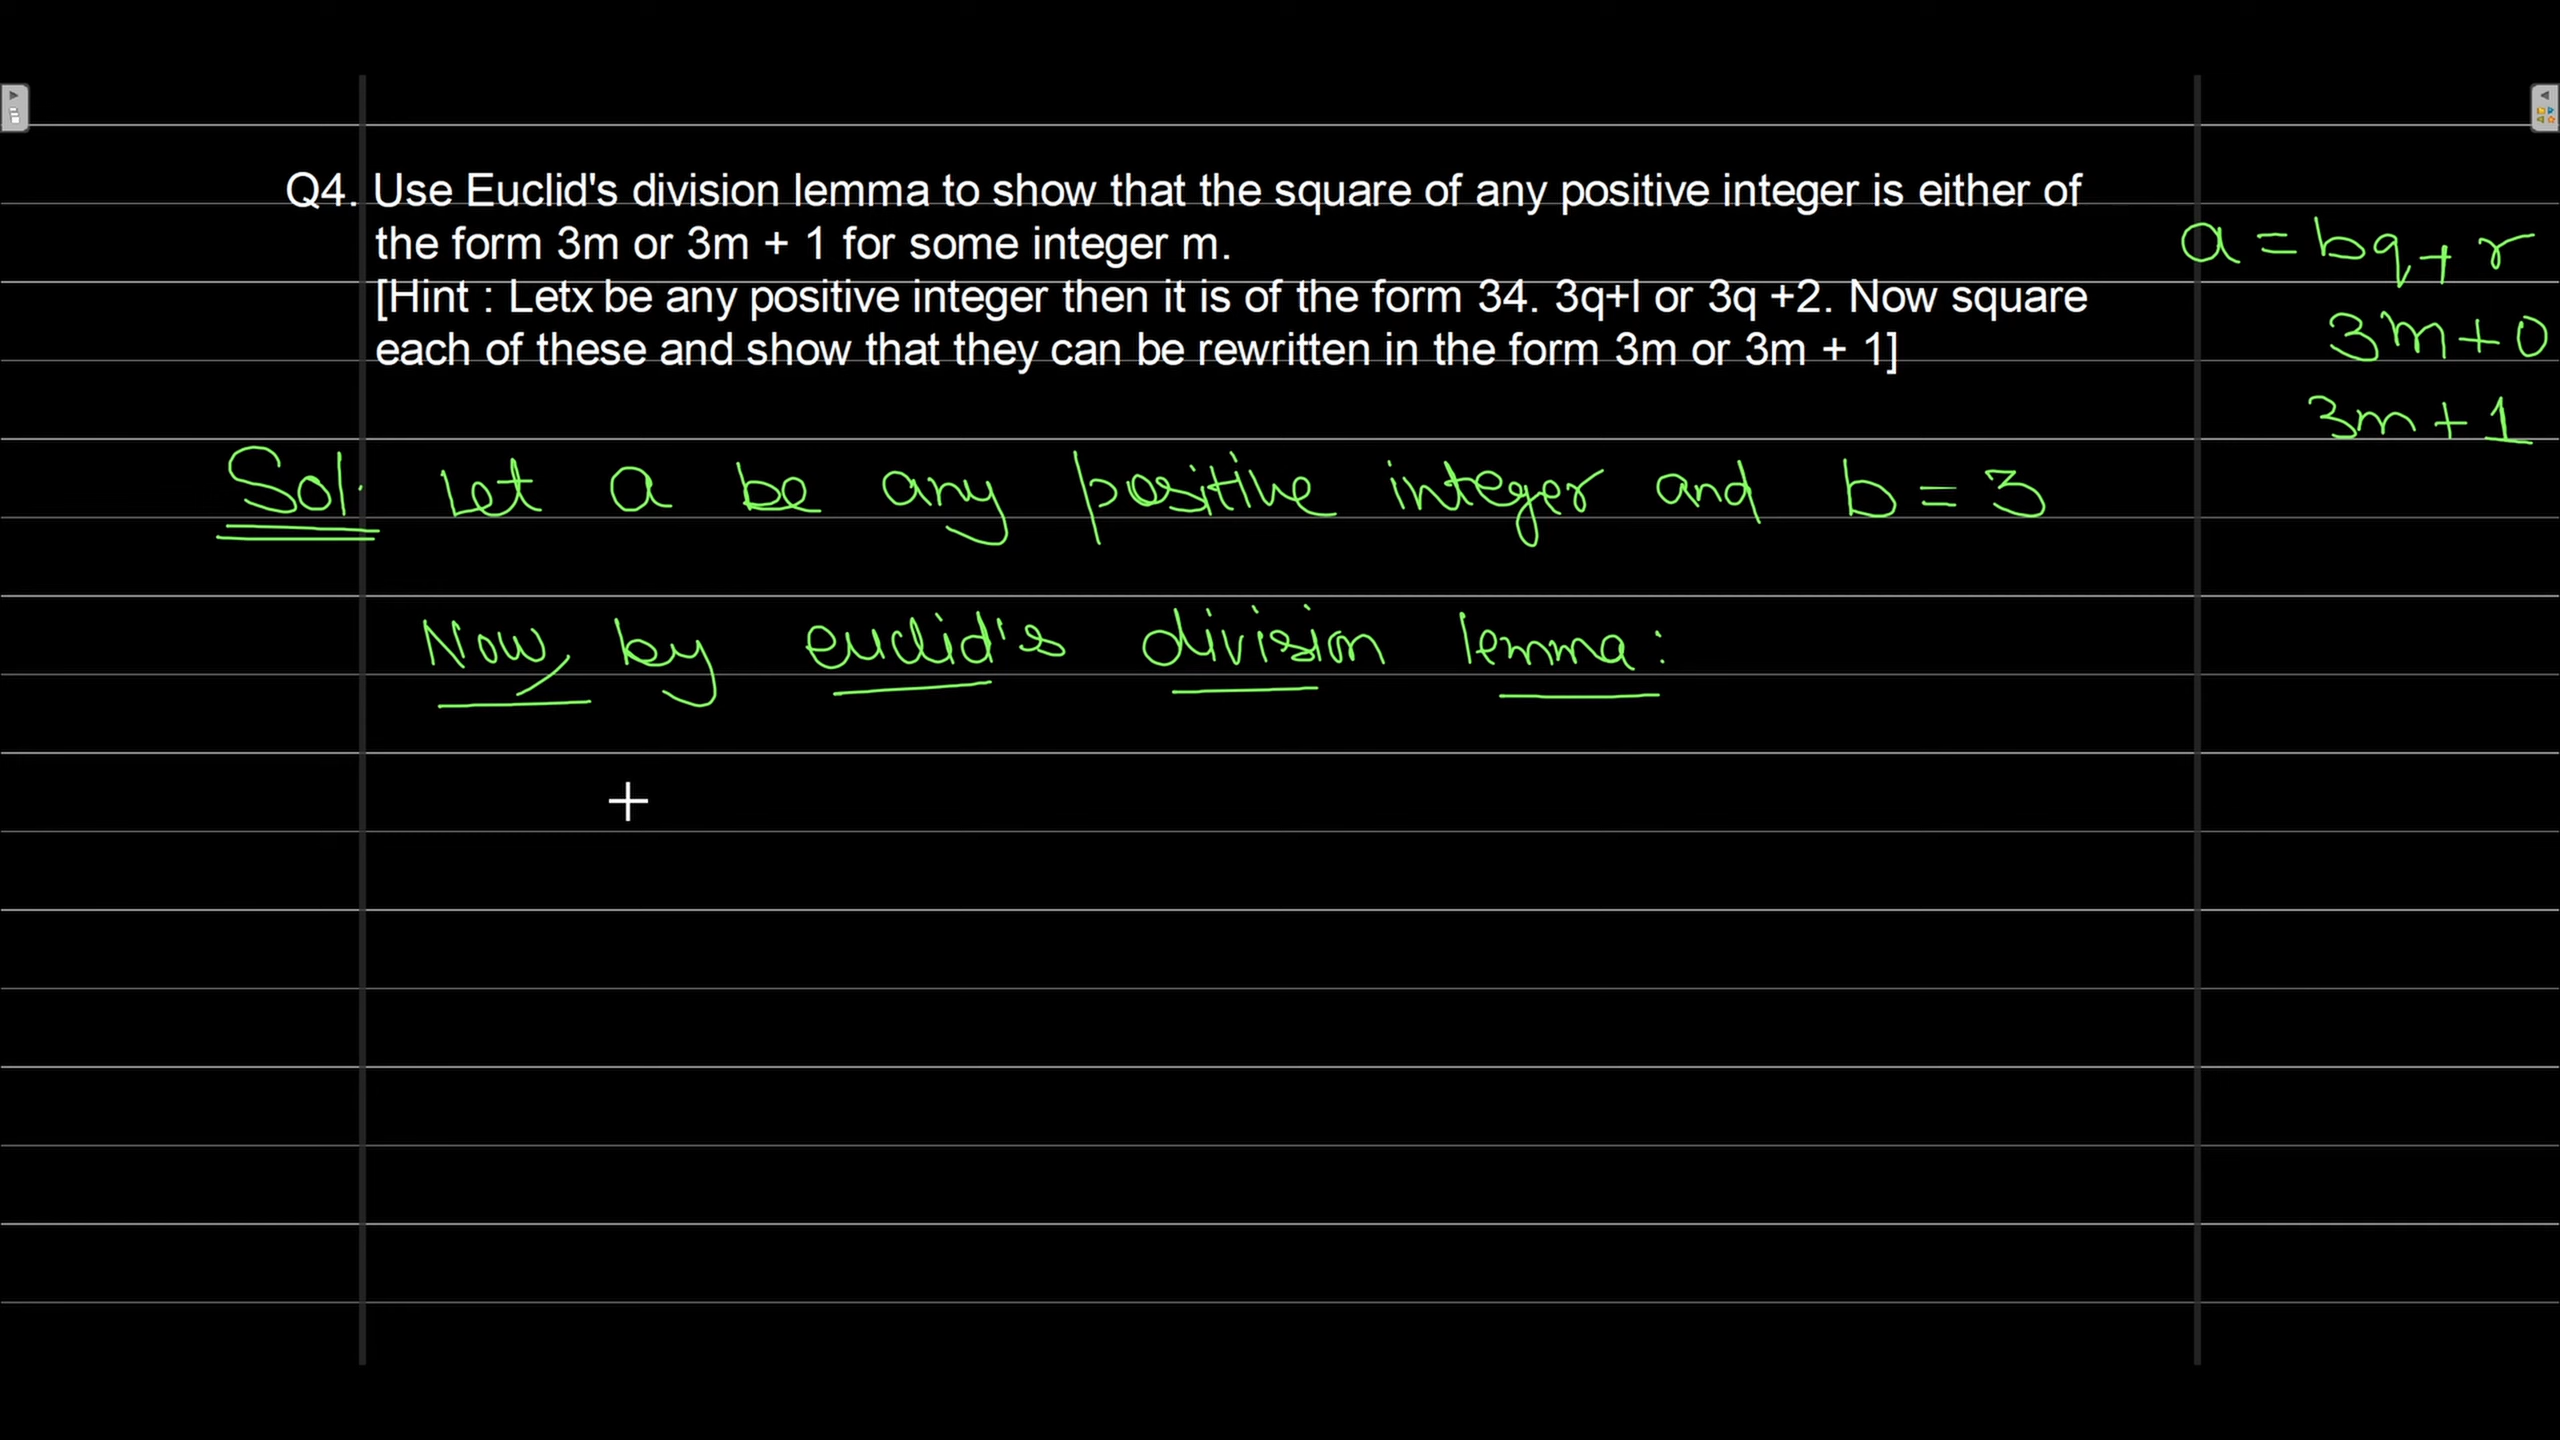 Q4. Use Euclid's division lemma to show that the square of any positive integer is either of
the form 3m or 3m + 1 for some integer m.
[Hint : Letx be any positive integer then it is of the form 34. 3q+l or 3q +2. Now square
each of these and show that they can be rewritten in the form 3m or 3m + 1]
a = bq + r
3m + 0
3m + 1
Sol. Let a be any positive integer and b = 3
Now, by euclid's division lemma: